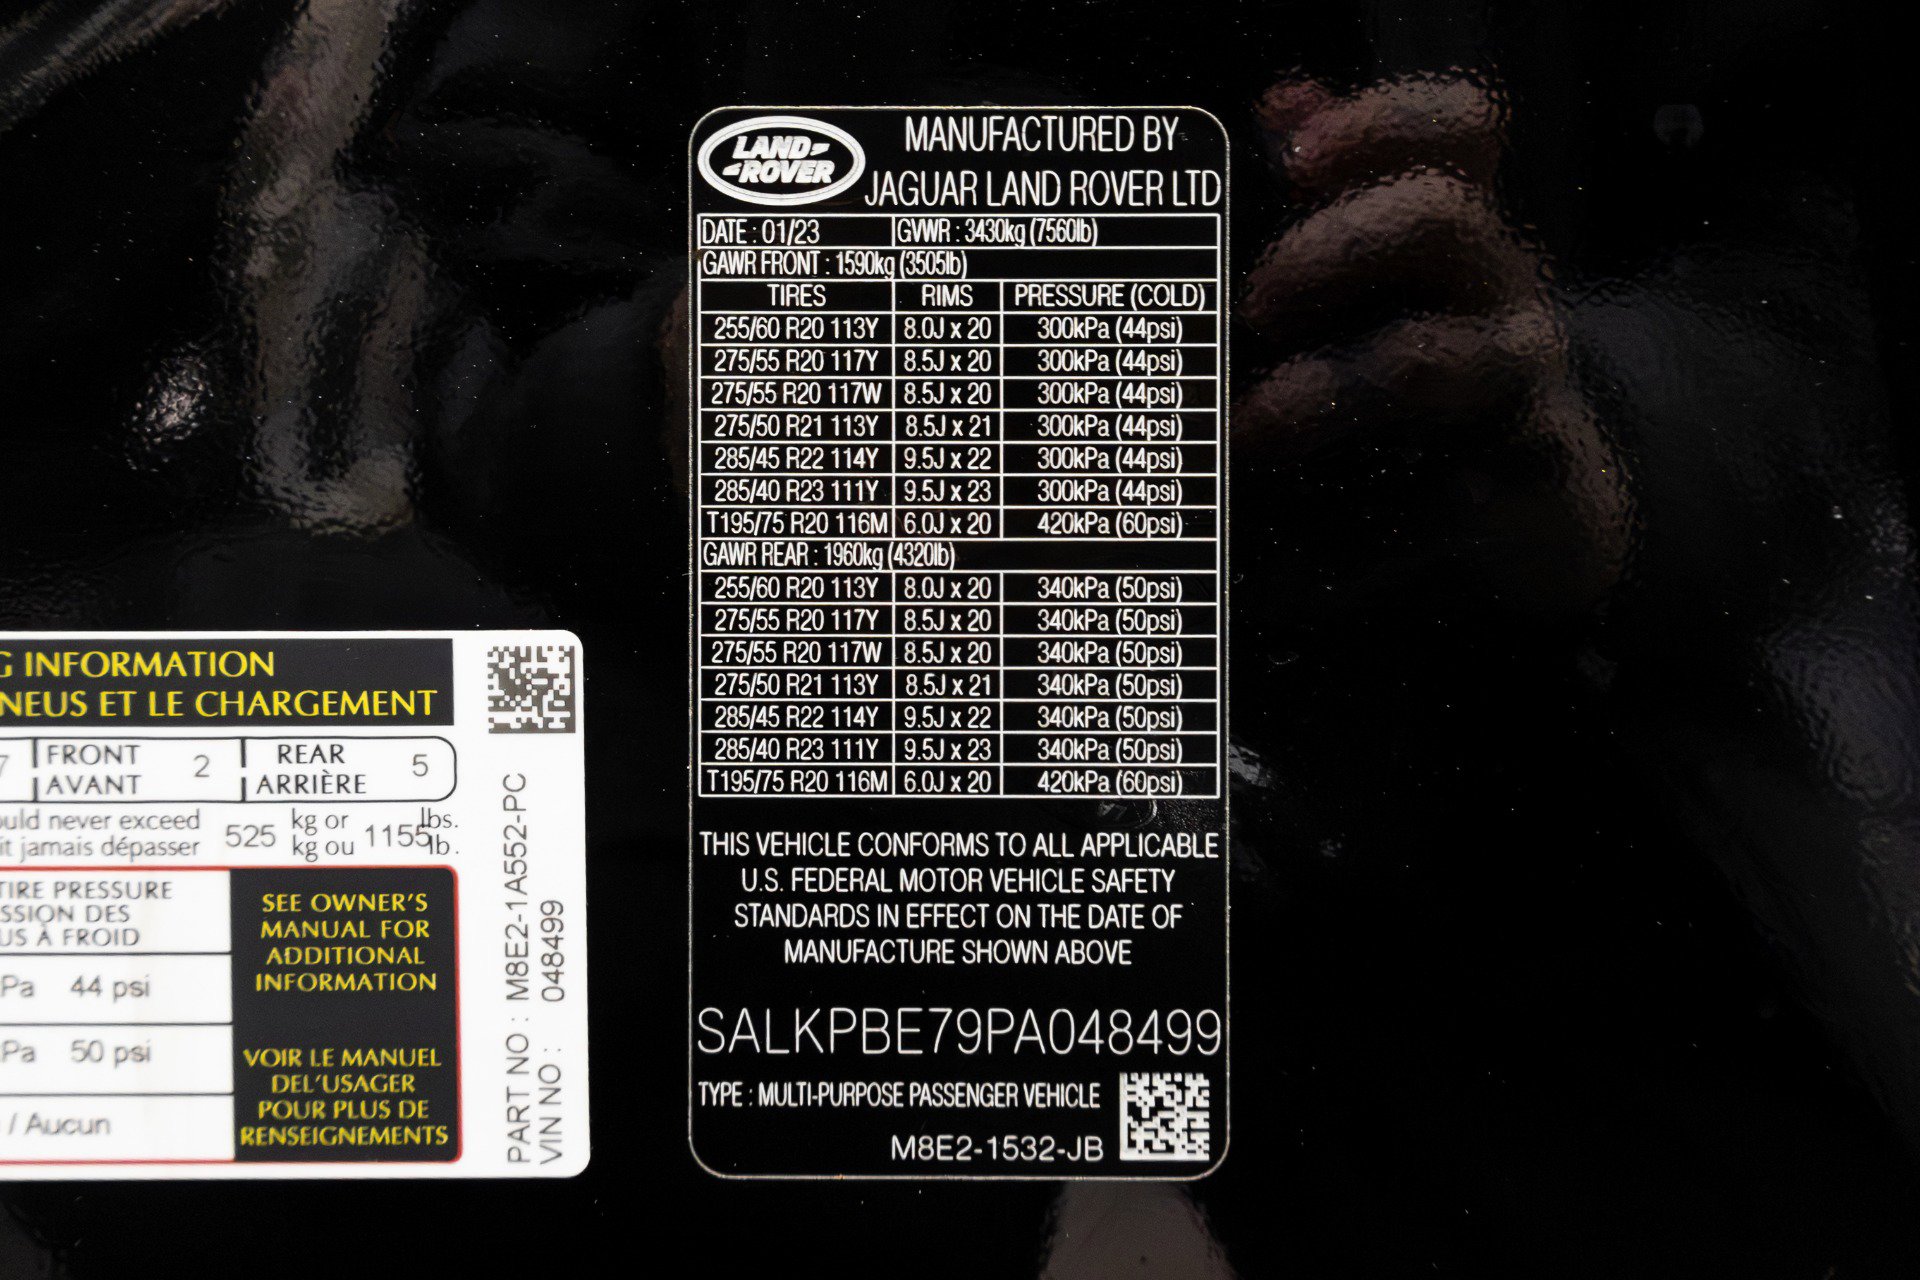 LAND-
-ROVER
MANUFACTURED BY
JAGUAR LAND ROVER LTD
DATE : 01/23 GVWR : 3430kg (7560lb)
GAWR FRONT : 1590kg (3505lb)
TIRES RIMS PRESSURE (COLD)
255/60 R20 113Y 8.0J x 20 300kPa (44psi)
275/55 R20 117Y 8.5J x 20 300kPa (44psi)
275/55 R20 117W 8.5J x 20 300kPa (44psi)
275/50 R21 113Y 8.5J x 21 300kPa (44psi)
285/45 R22 114Y 9.5J x 22 300kPa (44psi)
285/40 R23 111Y 9.5J x 23 300kPa (44psi)
T195/75 R20 116M 6.0J x 20 420kPa (60psi)
GAWR REAR : 1960kg (4320lb)
255/60 R20 113Y 8.0J x 20 340kPa (50psi)
275/55 R20 117Y 8.5J x 20 340kPa (50psi)
275/55 R20 117W 8.5J x 20 340kPa (50psi)
275/50 R21 113Y 8.5J x 21 340kPa (50psi)
285/45 R22 114Y 9.5J x 22 340kPa (50psi)
285/40 R23 111Y 9.5J x 23 340kPa (50psi)
T195/75 R20 116M 6.0J x 20 420kPa (60psi)
THIS VEHICLE CONFORMS TO ALL APPLICABLE
U.S. FEDERAL MOTOR VEHICLE SAFETY
STANDARDS IN EFFECT ON THE DATE OF
MANUFACTURE SHOWN ABOVE
SALKPBE79PA048499
TYPE : MULTI-PURPOSE PASSENGER VEHICLE
M8E2-1532-JB
G INFORMATION
NEUS ET LE CHARGEMENT
7 FRONT 2 REAR 5
AVANT ARRIÈRE
uld never exceed 525 kg or 1155 lbs.
it jamais dépasser kg ou lb.
TIRE PRESSURE
SSION DES
US À FROID
Pa 44 psi
Pa 50 psi
/ Aucun
SEE OWNER'S
MANUAL FOR
ADDITIONAL
INFORMATION
VOIR LE MANUEL
DEL'USAGER
POUR PLUS DE
RENSEIGNEMENTS
PART NO : M8E2-1A552-PC
VIN NO : 048499